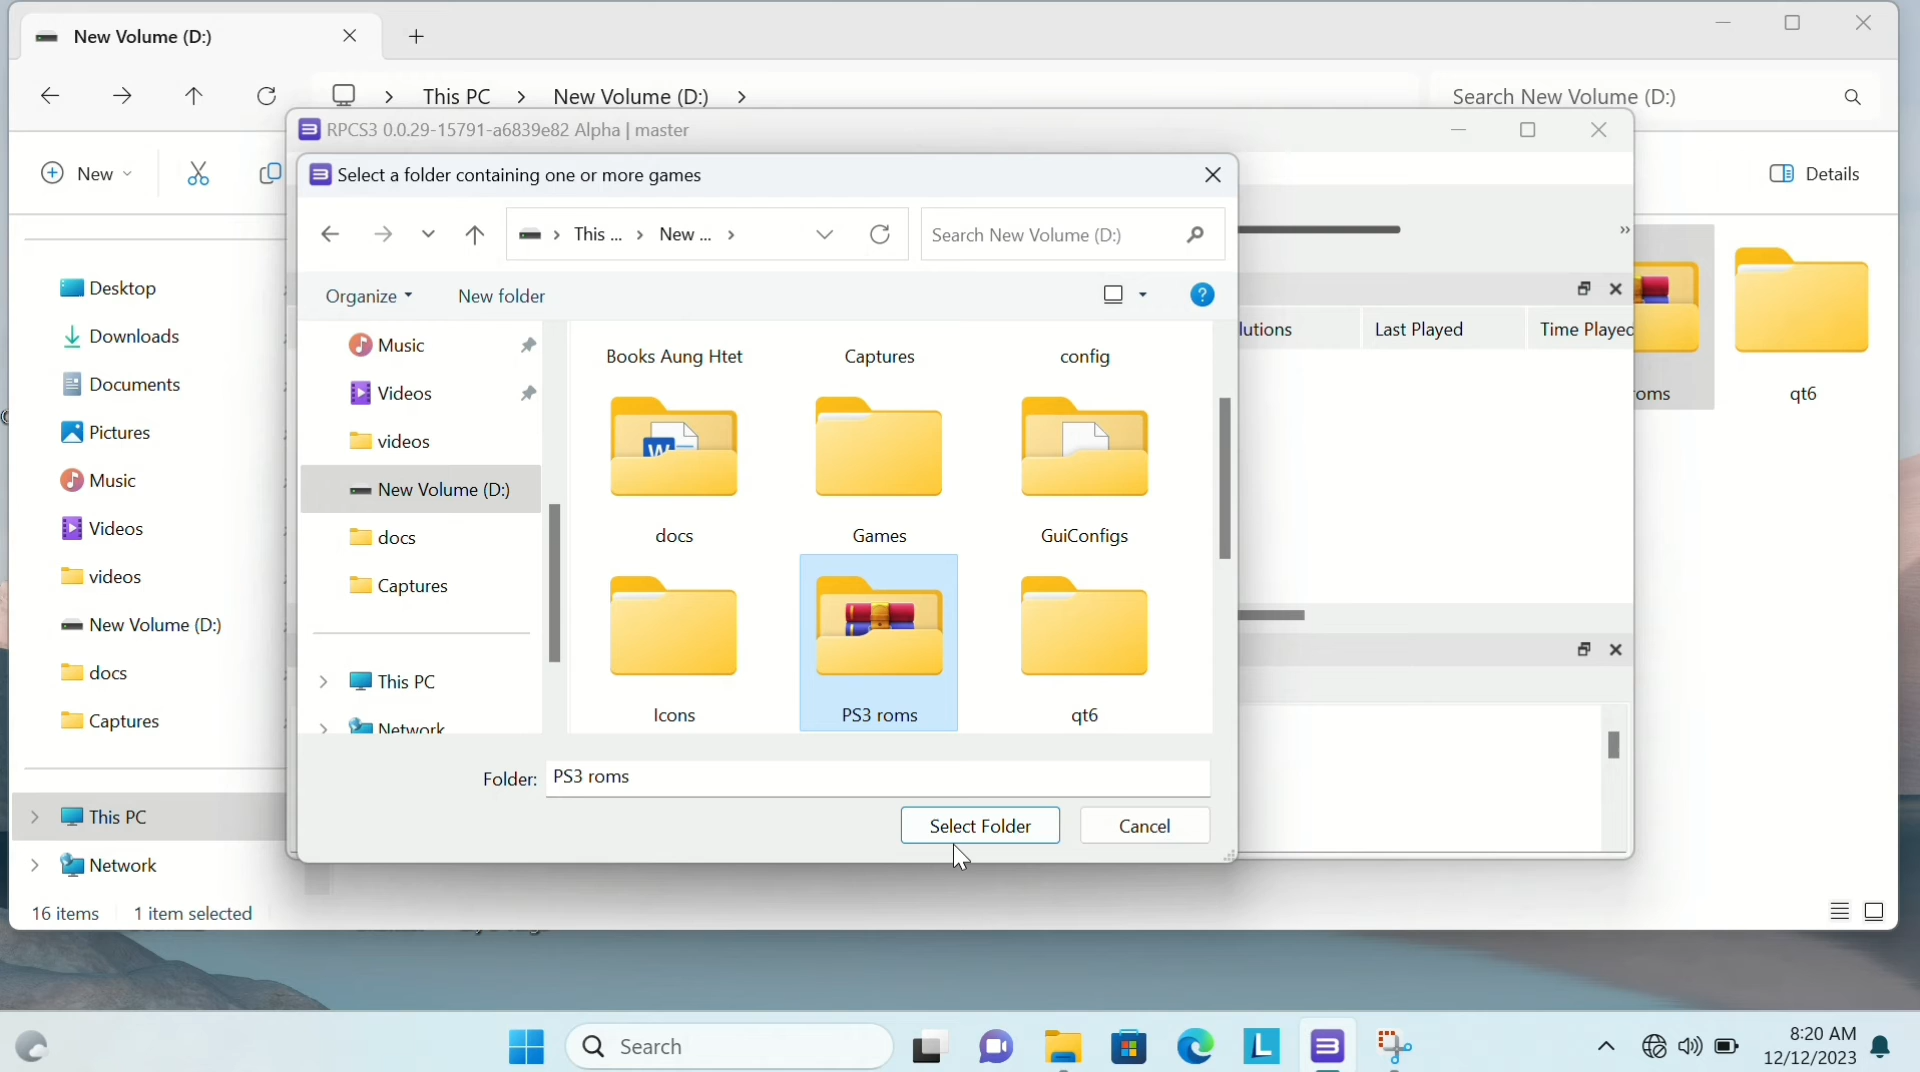 New Volume (D:)
This PC
New Volume (D:)
Search New Volume (D:)
New
Details
RPCS3 0.0.29-15791-a6839e82 Alpha | master
Select a folder containing one or more games
This ...
New ...
Search New Volume (D:)
Organize
New folder
Desktop
Downloads
Documents
Pictures
Music
Videos
videos
New Volume (D:)
docs
Captures
This PC
Network
Music
Videos
videos
New Volume (D:)
docs
Captures
This PC
Network
Books Aung Htet
Captures
config
docs
Games
GuiConfigs
Icons
PS3 roms
qt6
lutions
Last Played
Time Played
oms
qt6
Folder:
PS3 roms
Select Folder
Cancel
16 items
1 item selected
Search
8:20 AM
12/12/2023